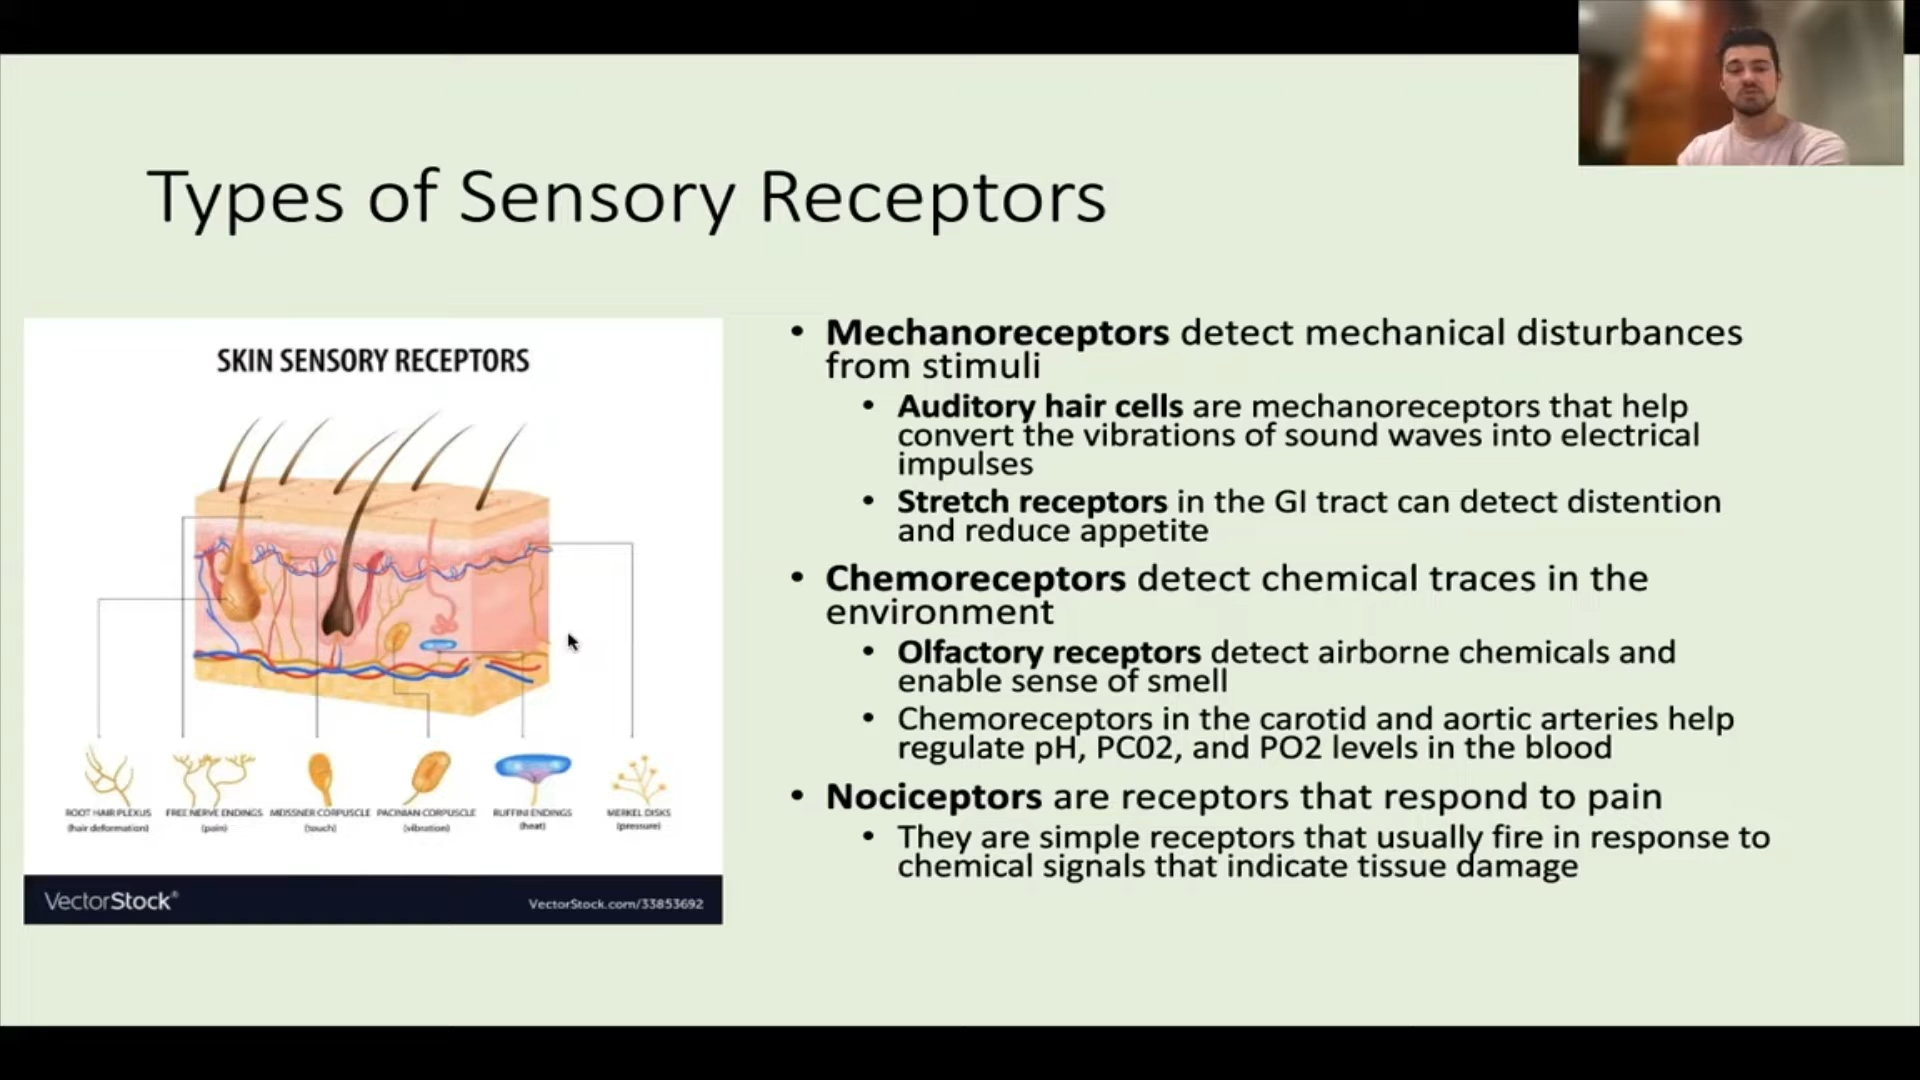 Types of Sensory Receptors
SKIN SENSORY RECEPTORS
ROOT HAIR PLEXUS
(hair deformation)
FREE NERVE ENDINGS
(pain)
MEISSNER CORPUSCLE
(touch)
PACINIAN CORPUSCLE
(vibration)
RUFFINI ENDINGS
(heat)
MERKEL DISKS
(pressure)
VectorStock®
VectorStock.com/33853692
• Mechanoreceptors detect mechanical disturbances
from stimuli
• Auditory hair cells are mechanoreceptors that help
convert the vibrations of sound waves into electrical
impulses
• Stretch receptors in the GI tract can detect distention
and reduce appetite
• Chemoreceptors detect chemical traces in the
environment
• Olfactory receptors detect airborne chemicals and
enable sense of smell
• Chemoreceptors in the carotid and aortic arteries help
regulate pH, PC02, and PO2 levels in the blood
• Nociceptors are receptors that respond to pain
• They are simple receptors that usually fire in response to
chemical signals that indicate tissue damage